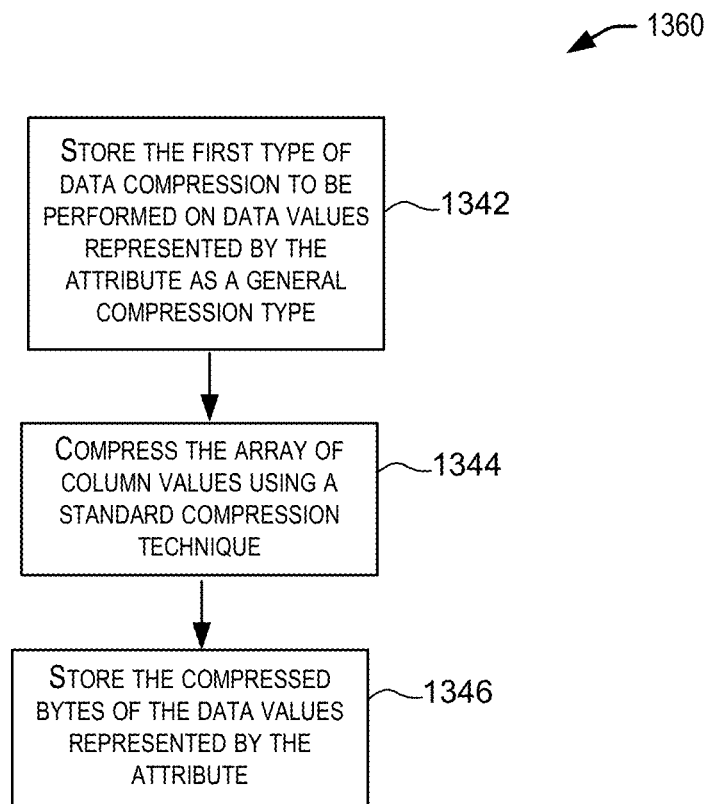 1360
STORE THE FIRST TYPE OF
DATA COMPRESSION TO BE
PERFORMED ON DATA VALUES
REPRESENTED BY THE
ATTRIBUTE AS A GENERAL
COMPRESSION TYPE
1342
COMPRESS THE ARRAY OF
COLUMN VALUES USING A
STANDARD COMPRESSION
TECHNIQUE
1344
STORE THE COMPRESSED
BYTES OF THE DATA VALUES
REPRESENTED BY THE
ATTRIBUTE
1346